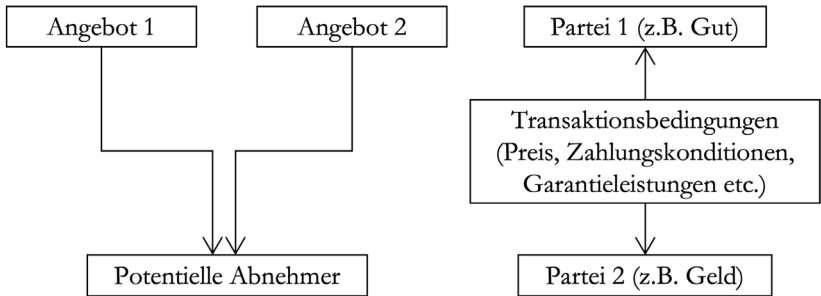 Angebot 1
Angebot 2
Potentielle Abnehmer
Partei 1 (z.B. Gut)
Transaktionsbedingungen
(Preis, Zahlungskonditionen,
Garantieleistungen etc.)
Partei 2 (z.B. Geld)